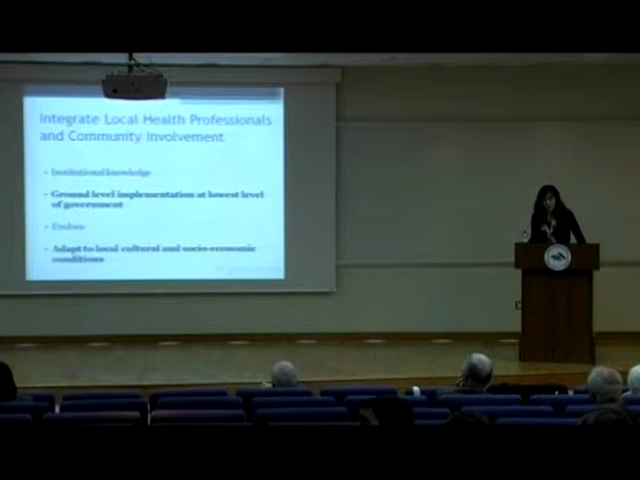 Integrate Local Health Professionals
and Community Involvement
• Institutional knowledge
• Ground level implementation at lowest level
of government
• Endors
• Adapt to local cultural and socio-economic
conditions